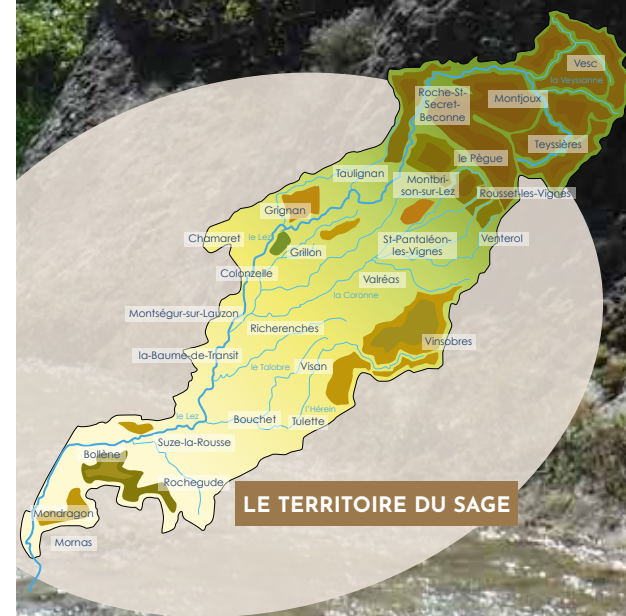 Vesc
la Veyssanne
Roche-St-
Secret-
Beconne
Montjoux
Teyssières
le Pègue
Taulignan
Montbri-
son-sur-Lez
Rousset-les-Vignes
Grignan
Chamaret
le Lez
Grillon
St-Pantaléon-
les-Vignes
Venterol
Colonzelle
Valréas
la Coronne
Montségur-sur-Lauzon
Richerenches
Vinsobres
la-Baume-de-Transit
le Talobre
Visan
l'Hérein
le Lez
Bouchet
Tulette
Suze-la-Rousse
Bollène
Rochegude
LE TERRITOIRE DU SAGE
Mondragon
Mornas